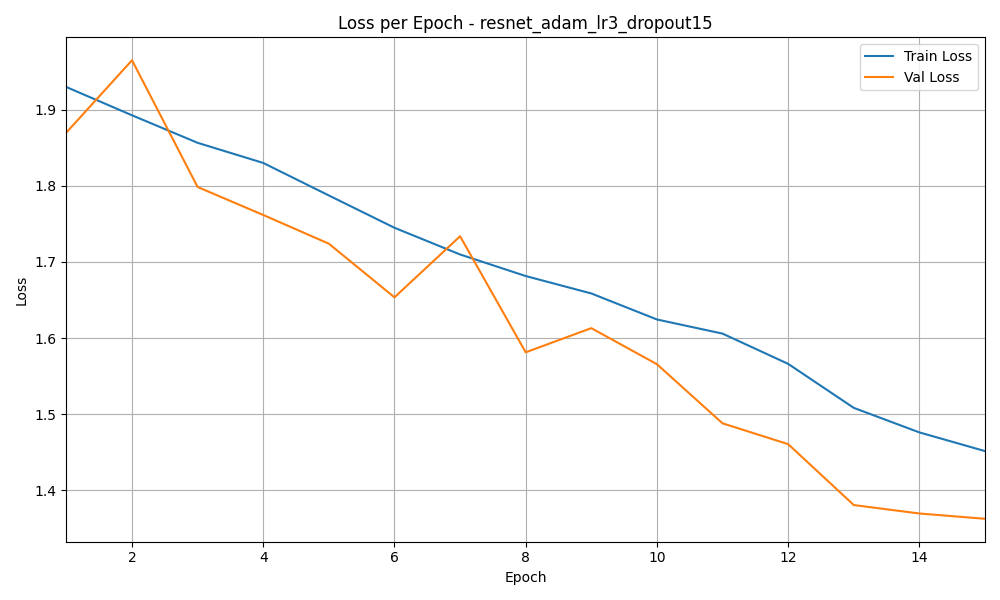 Loss per Epoch - resnet_adam_lr3_dropout15
Train Loss
Val Loss
1.9
1.8
1.7
1.6
1.5
1.4
Loss
2 4 6 8 10 12 14
Epoch